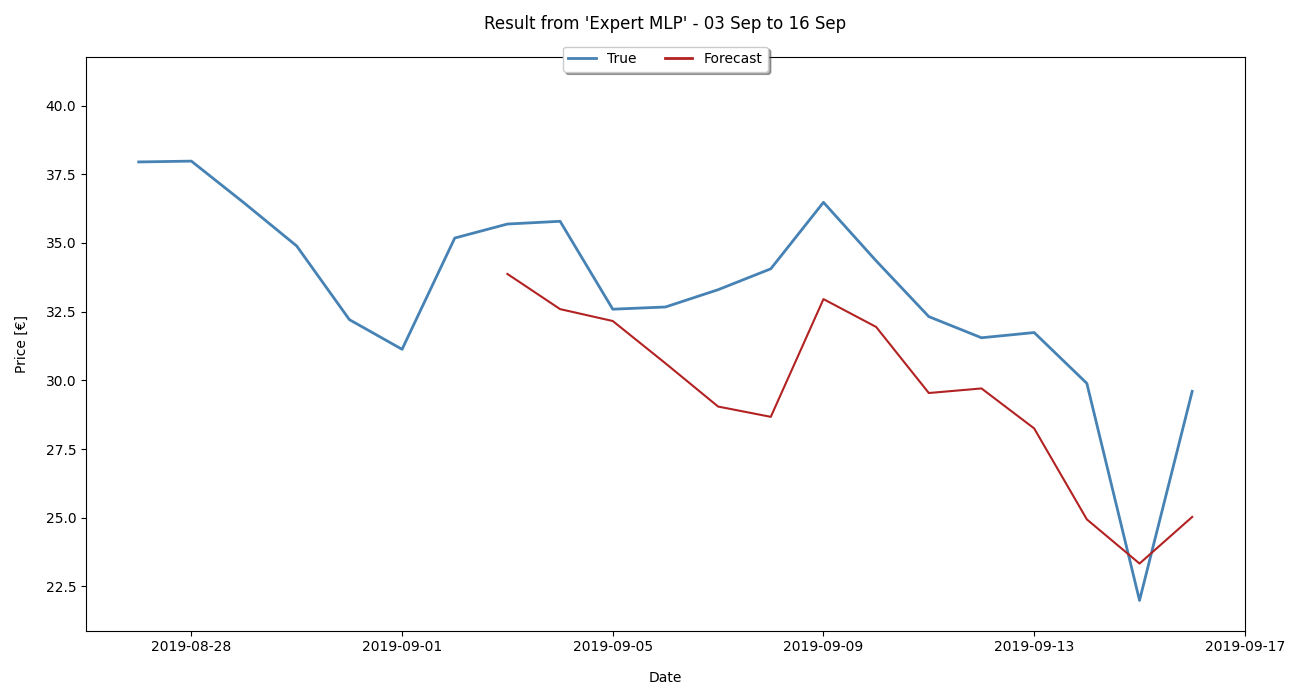 Result from 'Expert MLP' - 03 Sep to 16 Sep
True Forecast
40.0
37.5
35.0
32.5
30.0
27.5
25.0
22.5
Price [€]
2019-08-28 2019-09-01 2019-09-05 2019-09-09 2019-09-13 2019-09-17
Date